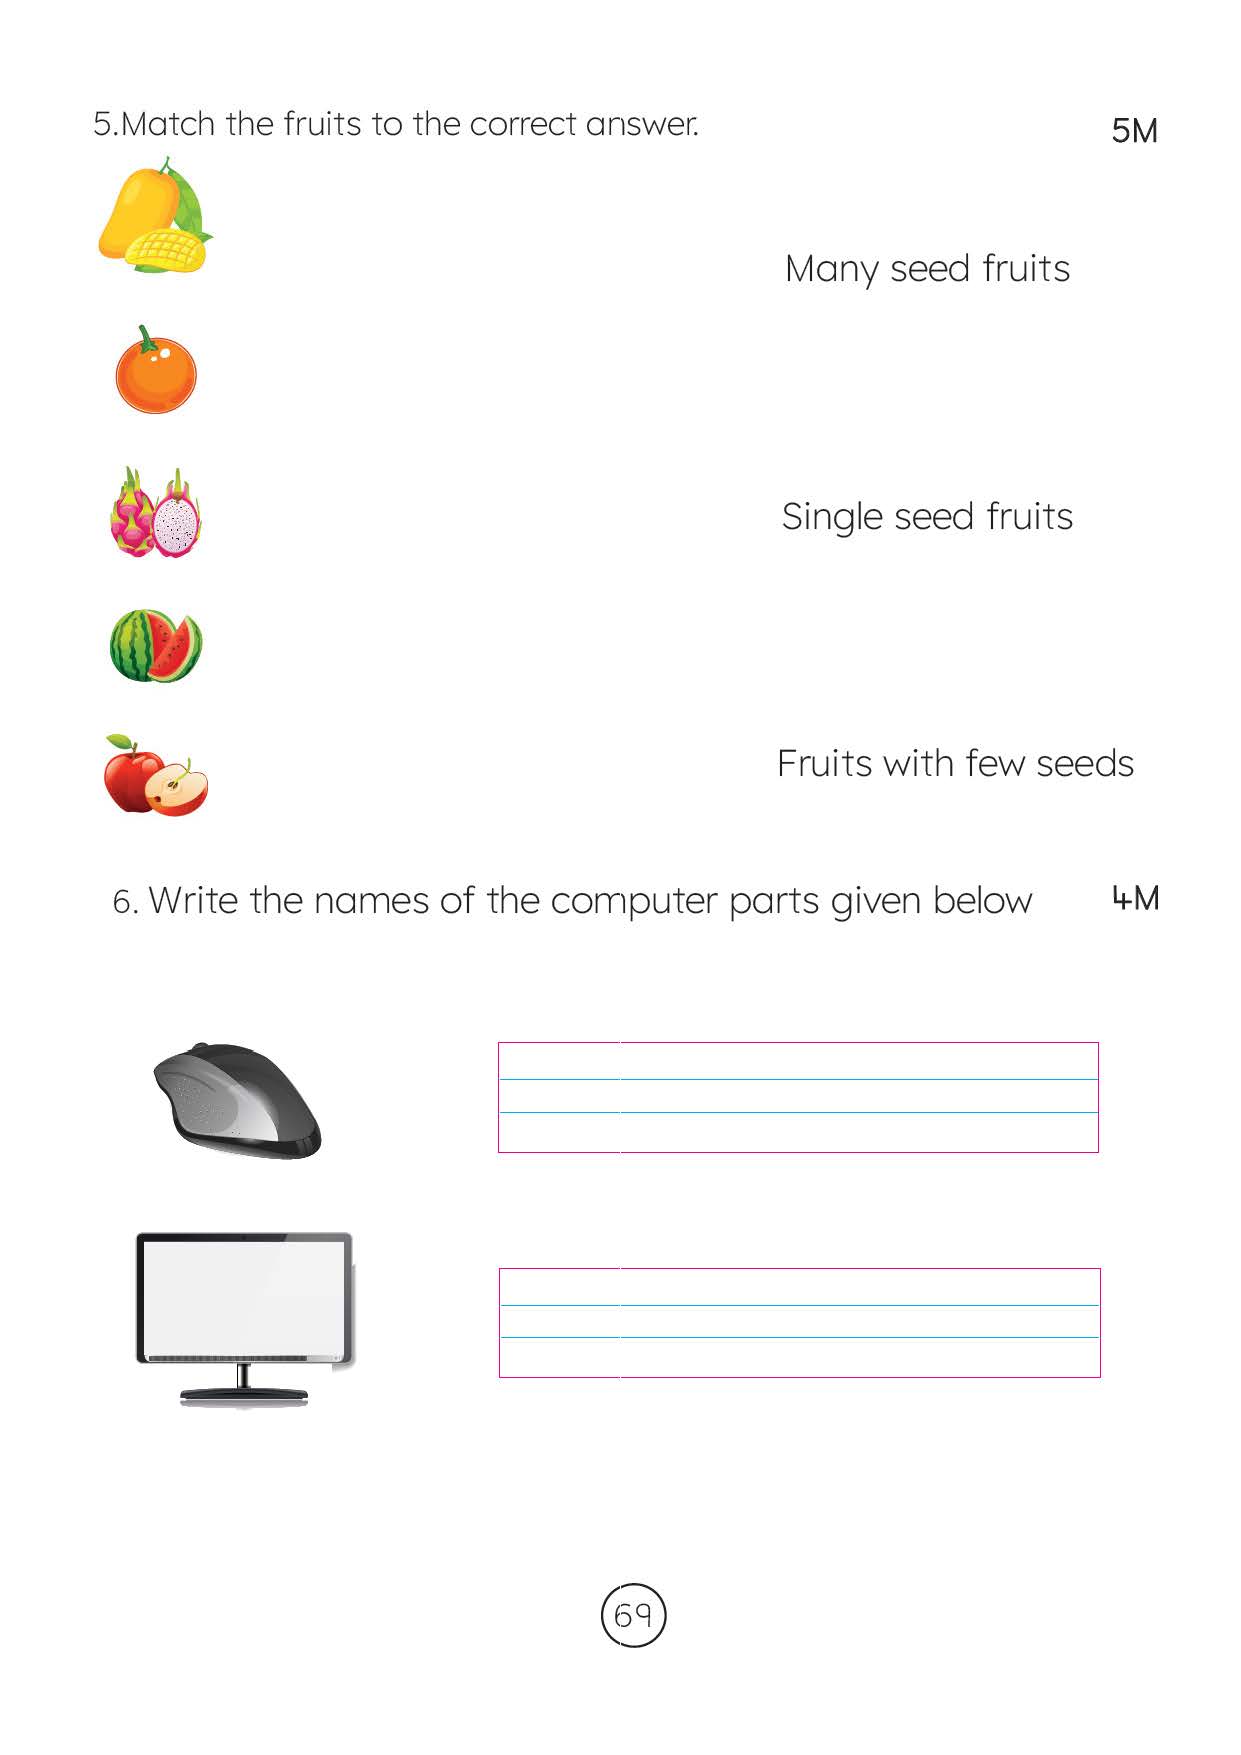 5.Match the fruits to the correct answer.
5M
Many seed fruits
Single seed fruits
Fruits with few seeds
6. Write the names of the computer parts given below
4M
69